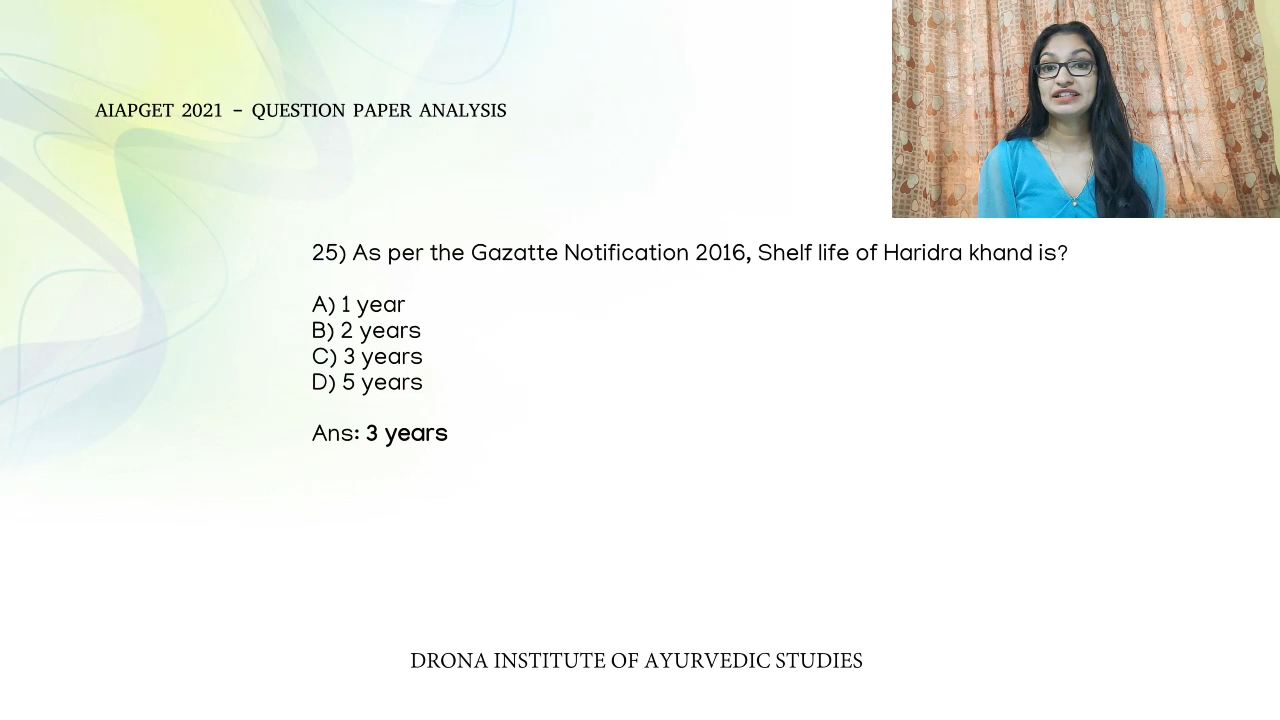 AIAPGET 2021 - QUESTION PAPER ANALYSIS
25) As per the Gazatte Notification 2016, Shelf life of Haridra khand is?
A) 1 year
B) 2 years
C) 3 years
D) 5 years
Ans: 3 years
DRONA INSTITUTE OF AYURVEDIC STUDIES